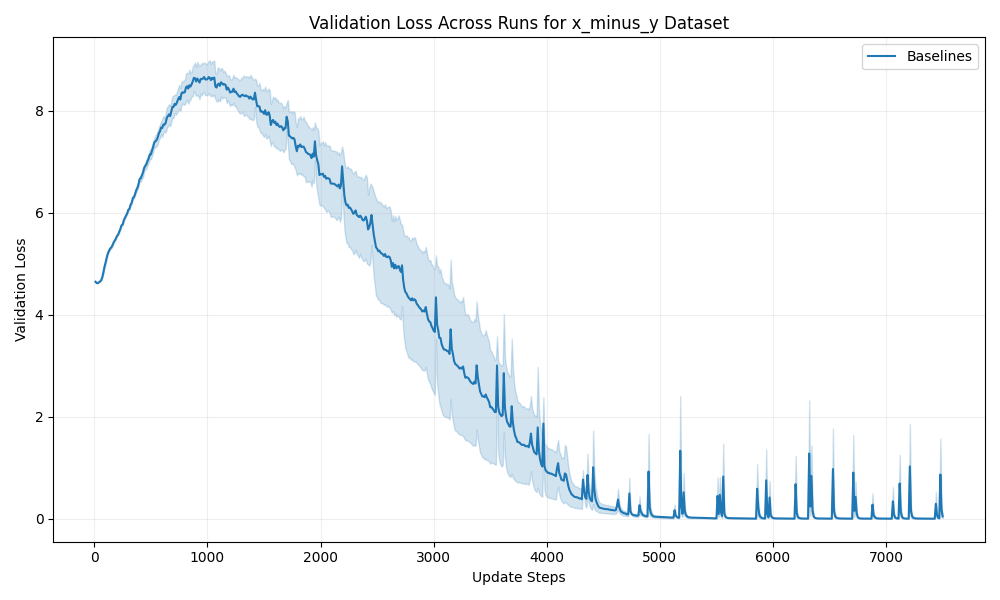 Validation Loss Across Runs for x_minus_y Dataset
Baselines
Validation Loss
8
6
4
2
0
0 1000 2000 3000 4000 5000 6000 7000
Update Steps